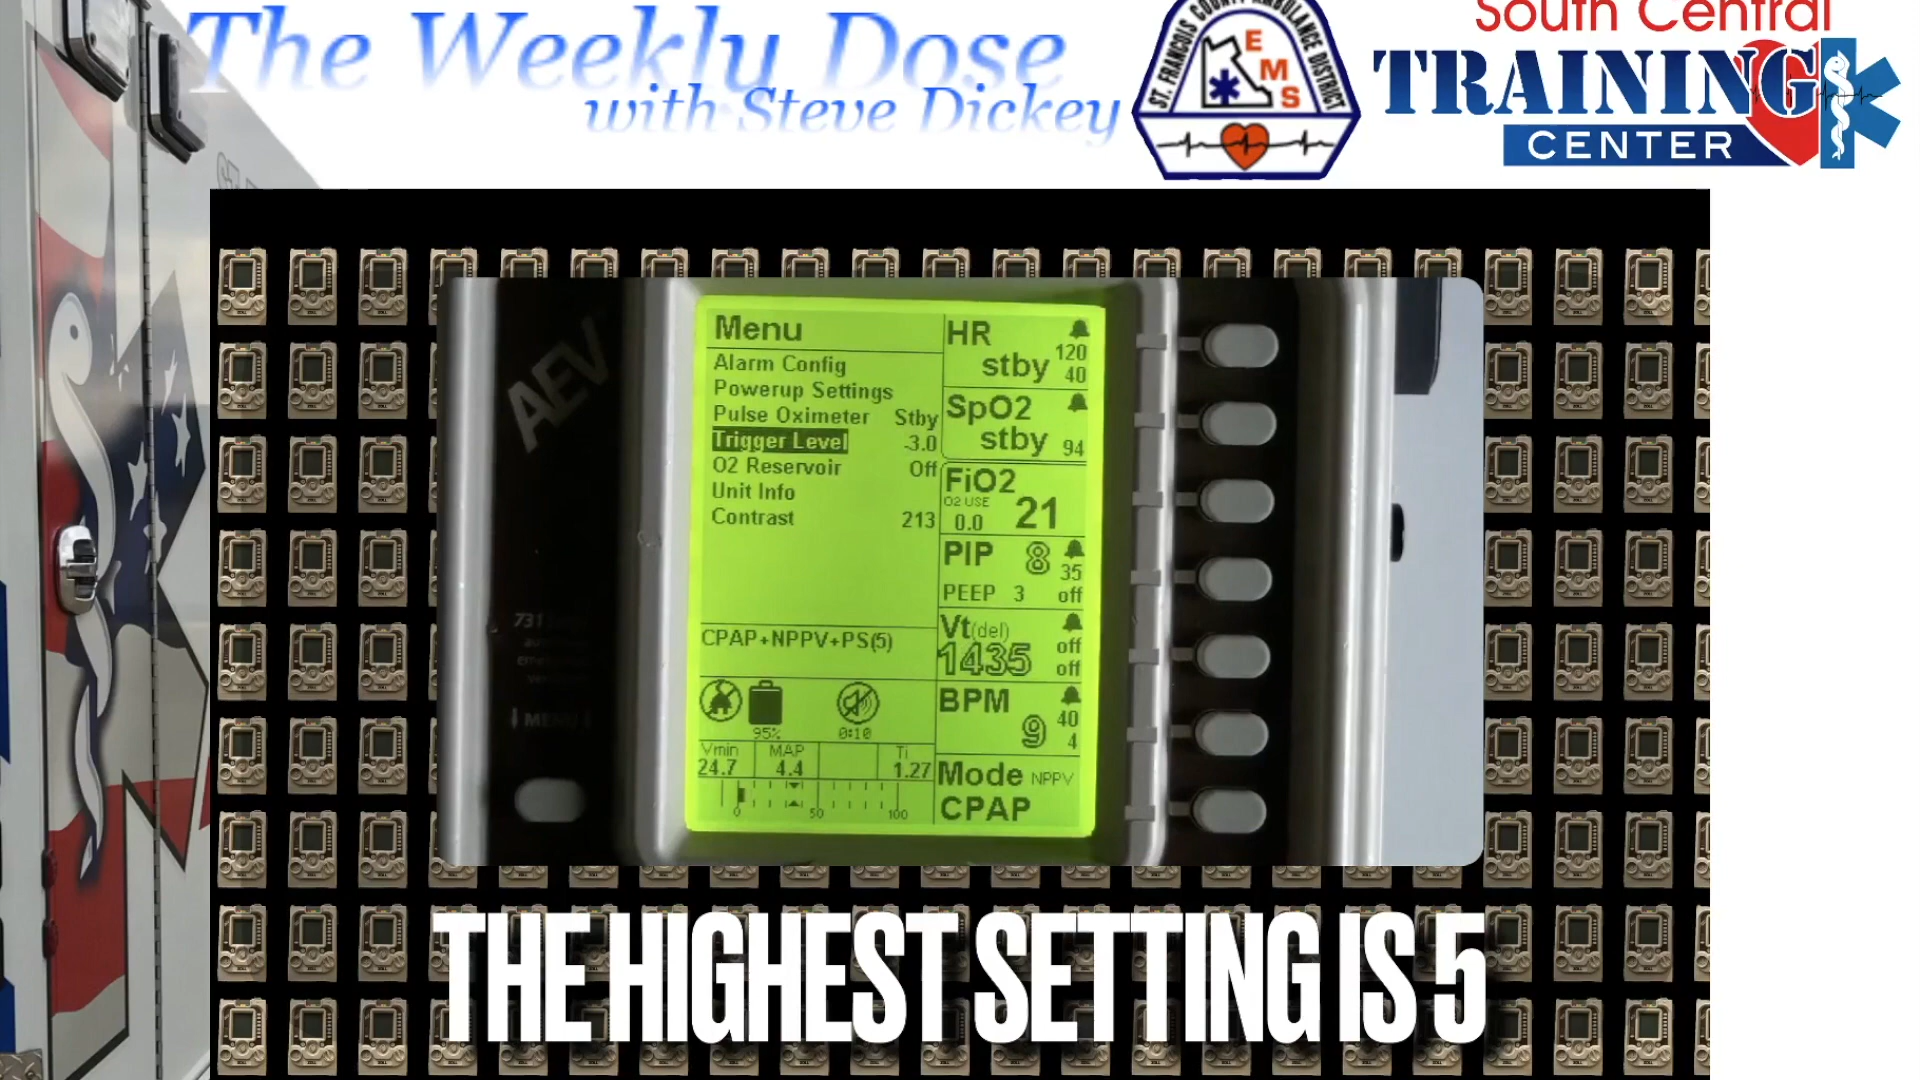 The Weekly Dose
with Steve Dickey
ST. FRANCOIS COUNTY AMBULANCE DISTRICT
E
M
S
South Central
TRAINING
CENTER
AEV
Menu
Alarm Config
Powerup Settings
Pulse Oximeter Stby
Trigger Level -3.0
O2 Reservoir Off
Unit Info
Contrast 213
CPAP+NPPV+PS(5)
95% 0:10
Vmin MAP Ti
24.7 4.4 1.27
0 50 100
HR
120
stby 40
SpO2
stby 94
FiO2
O2 USE
0.0 21
PIP 8
35
PEEP 3 off
Vt(del)
off
1435 off
BPM
40
9 4
Mode NPPV
CPAP
MENU
THE HIGHEST SETTING IS 5